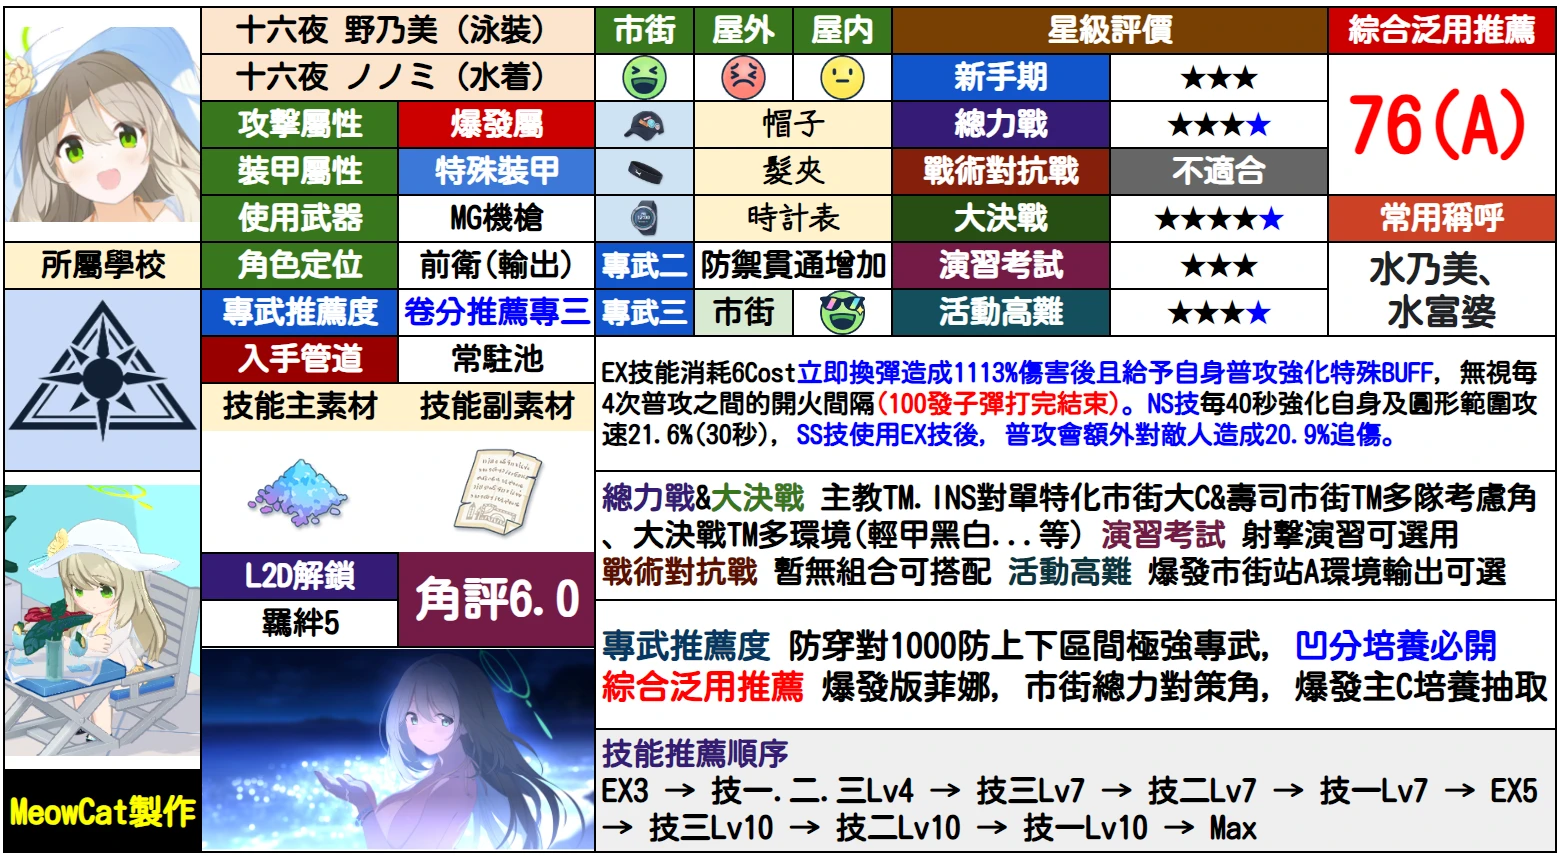 十六夜 野乃美 (泳裝)
十六夜 ノノミ (水着)
攻擊屬性 爆發屬
裝甲屬性 特殊裝甲
使用武器 MG機槍
角色定位 前衛(輸出)
專武推薦度 卷分推薦專三
入手管道 常駐池
技能主素材 技能副素材
L2D解鎖
羈絆5
角評6.0
所屬學校
MeowCat製作
市街 屋外 屋內
帽子
髮夾
時計表
專武二 防禦貫通增加
專武三 市街
星級評價
新手期 ★★★
總力戰 ★★★★
戰術對抗戰 不適合
大決戰 ★★★★★
演習考試 ★★★
活動高難 ★★★★
綜合泛用推薦
76(A)
常用稱呼
水乃美、
水富婆
EX技能消耗6Cost立即換彈造成1113%傷害後且給予自身普攻強化特殊BUFF, 無視每
4次普攻之間的開火間隔(100發子彈打完結束)。NS技每40秒強化自身及圓形範圍攻
速21.6%(30秒), SS技使用EX技後, 普攻會額外對敵人造成20.9%追傷。
總力戰&大決戰 主教TM.INS對單特化市街大C&壽司市街TM多隊考慮角
、大決戰TM多環境(輕甲黑白...等) 演習考試 射擊演習可選用
戰術對抗戰 暫無組合可搭配 活動高難 爆發市街站A環境輸出可選
專武推薦度 防穿對1000防上下區間極強專武, 凹分培養必開
綜合泛用推薦 爆發版菲娜, 市街總力對策角, 爆發主C培養抽取
技能推薦順序
EX3 → 技一.二.三Lv4 → 技三Lv7 → 技二Lv7 → 技一Lv7 → EX5
→ 技三Lv10 → 技二Lv10 → 技一Lv10 → Max